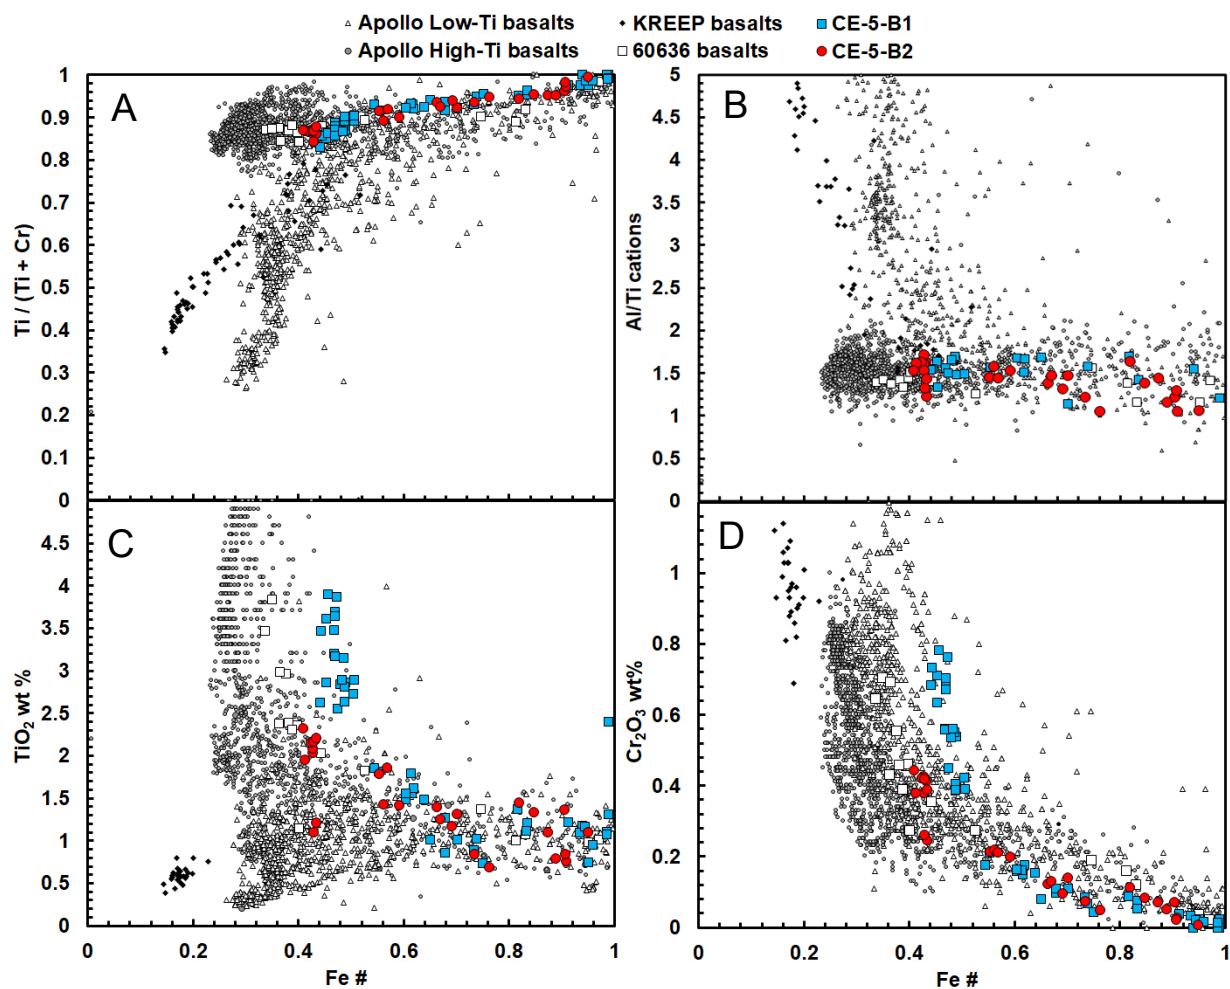 Apollo Low-Ti basalts KREEP basalts CE-5-B1
Apollo High-Ti basalts 60636 basalts CE-5-B2
A
Ti / (Ti + Cr)
1
0.9
0.8
0.7
0.6
0.5
0.4
0.3
0.2
0.1
0
B
Al/Ti cations
5
4.5
4
3.5
3
2.5
2
1.5
1
0.5
0
C
TiO₂ wt %
4.5
4
3.5
3
2.5
2
1.5
1
0.5
0
0 0.2 0.4 0.6 0.8 1
Fe #
D
Cr₂O₃ wt%
1
0.8
0.6
0.4
0.2
0
0 0.2 0.4 0.6 0.8 1
Fe #